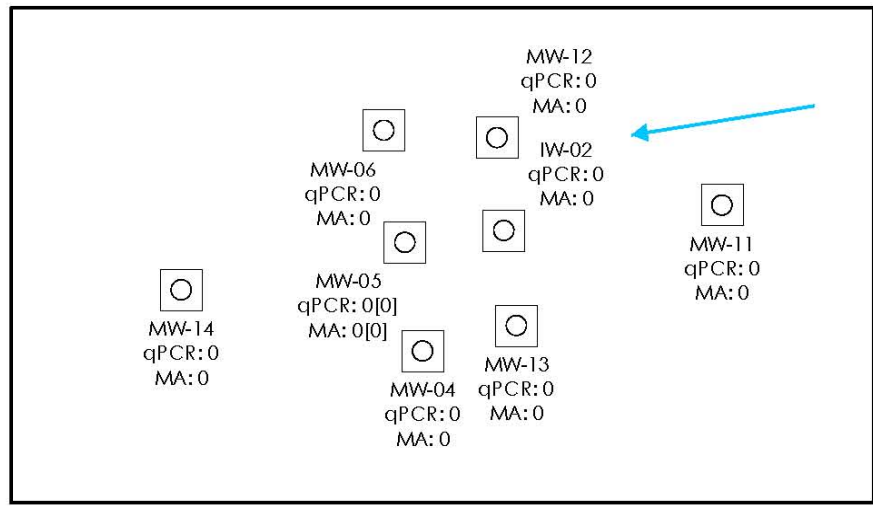 MW-12
qPCR: 0
MA: 0
IW-02
qPCR: 0
MA: 0
MW-06
qPCR: 0
MA: 0
MW-11
qPCR: 0
MA: 0
MW-05
qPCR: 0[0]
MA: 0[0]
MW-14
qPCR: 0
MA: 0
MW-13
qPCR: 0
MA: 0
MW-04
qPCR: 0
MA: 0